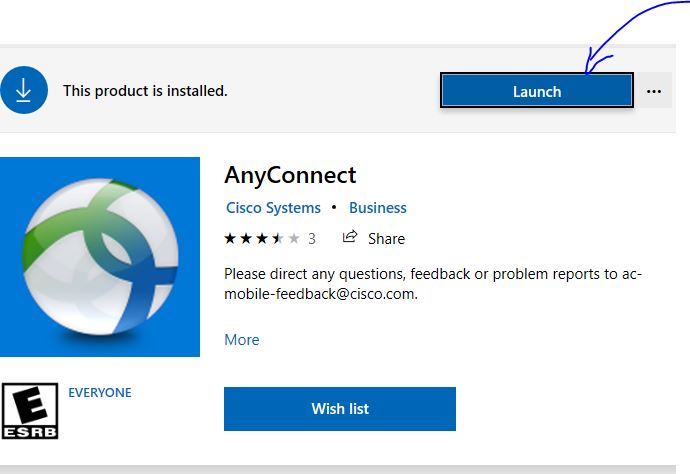 This product is installed.
Launch
...
AnyConnect
Cisco Systems • Business
3
Share
Please direct any questions, feedback or problem reports to ac-
mobile-feedback@cisco.com.
More
E
ESRB
EVERYONE
Wish list